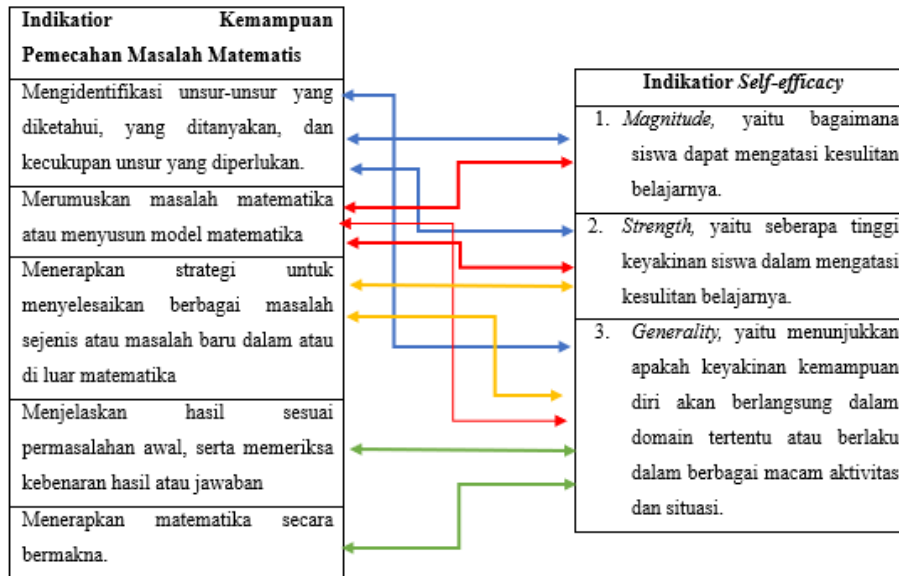 Indikatior Kemampuan
Pemecahan Masalah Matematis
Mengidentifikasi unsur-unsur yang
diketahui, yang ditanyakan, dan
kecukupan unsur yang diperlukan.
Merumuskan masalah matematika
atau menyusun model matematika
Menerapkan strategi untuk
menyelesaikan berbagai masalah
sejenis atau masalah baru dalam atau
di luar matematika
Menjelaskan hasil sesuai
permasalahan awal, serta memeriksa
kebenaran hasil atau jawaban
Menerapkan matematika secara
bermakna.
Indikatior Self-efficacy
1. Magnitude, yaitu bagaimana
siswa dapat mengatasi kesulitan
belajarnya.
2. Strength, yaitu seberapa tinggi
keyakinan siswa dalam mengatasi
kesulitan belajarnya.
3. Generality, yaitu menunjukkan
apakah keyakinan kemampuan
diri akan berlangsung dalam
domain tertentu atau berlaku
dalam berbagai macam aktivitas
dan situasi.